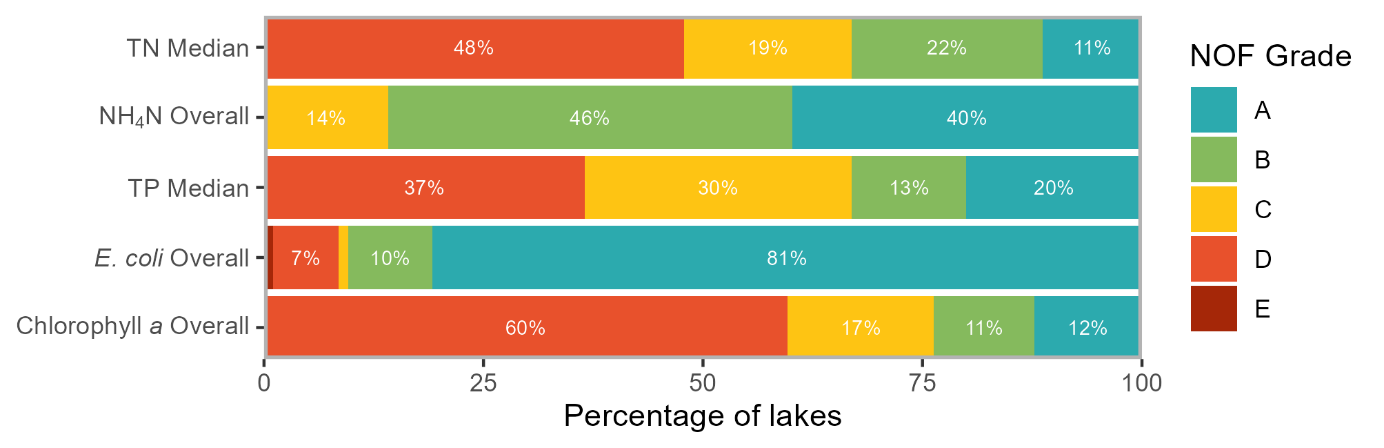 NOF Grade
TN Median 48% 19% 22% 11%
A
NH₄N Overall 14% 46% 40%
B
TP Median 37% 30% 13% 20%
C
E. coli Overall 7% 10% 81%
D
E
Chlorophyll a Overall 60% 17% 11% 12%
0 25 50 75 100
Percentage of lakes